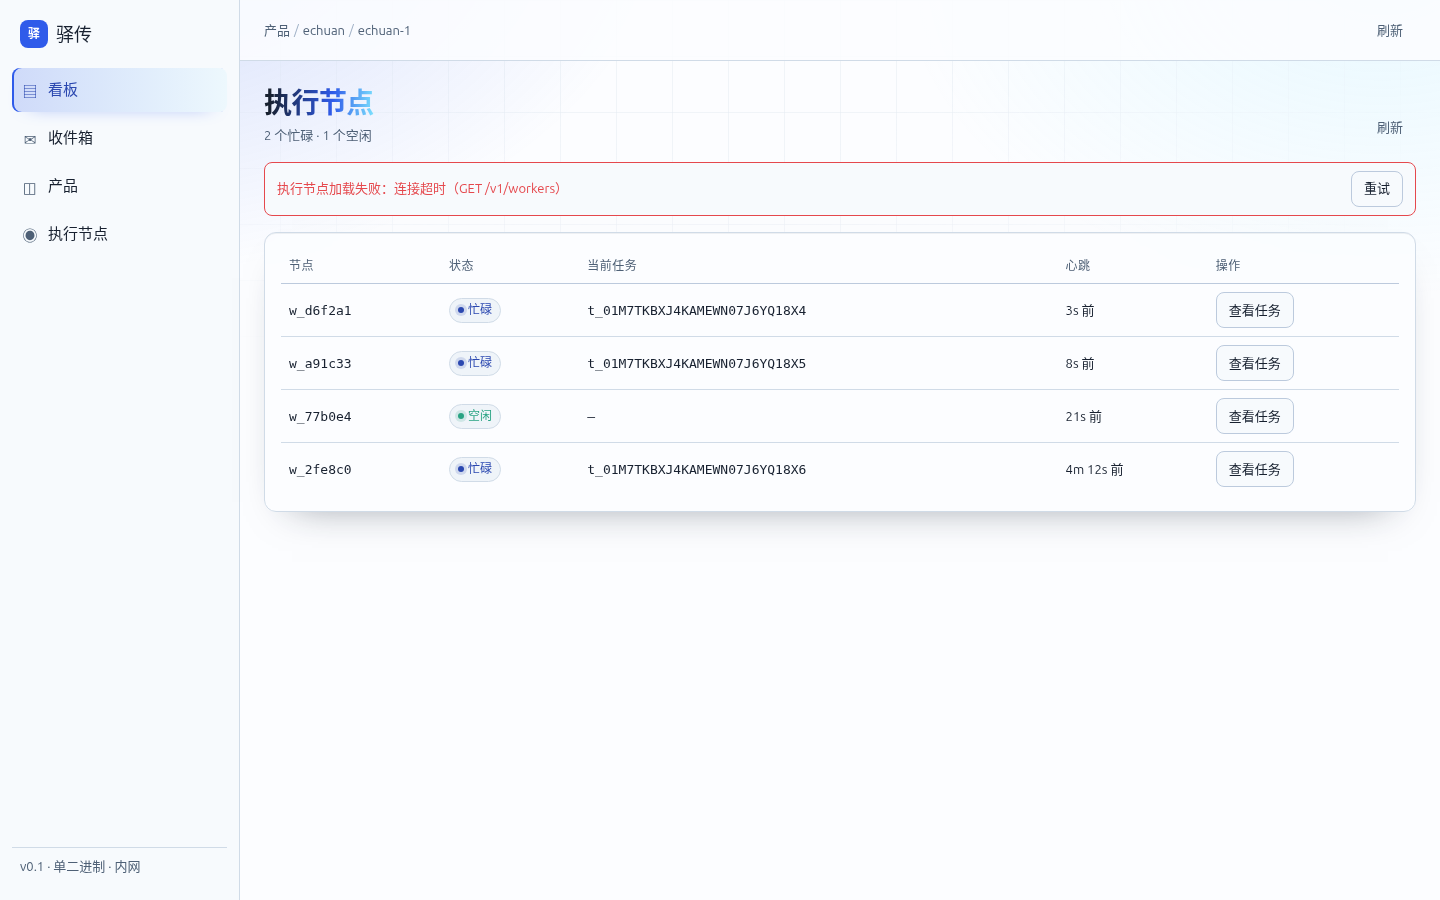 驿 驿传
看板
收件箱
产品
执行节点
v0.1 · 单二进制 · 内网
产品 / echuan / echuan-1
刷新
执行节点
2 个忙碌 · 1 个空闲
刷新
执行节点加载失败：连接超时（GET /v1/workers）
重试
节点 状态 当前任务 心跳 操作
w_d6f2a1 忙碌 t_01M7TKBXJ4KAMEWN07J6YQ18X4 3s 前 查看任务
w_a91c33 忙碌 t_01M7TKBXJ4KAMEWN07J6YQ18X5 8s 前 查看任务
w_77b0e4 空闲 — 21s 前 查看任务
w_2fe8c0 忙碌 t_01M7TKBXJ4KAMEWN07J6YQ18X6 4m 12s 前 查看任务